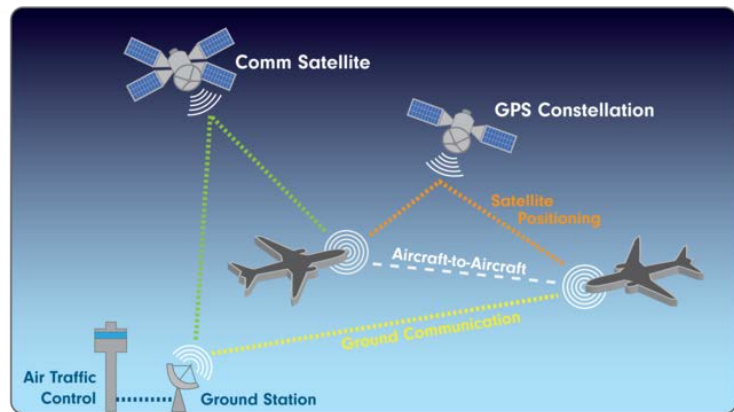 Comm Satellite
GPS Constellation
Satellite
Positioning
Aircraft-to-Aircraft
Ground Communication
Air Traffic
Control
Ground Station